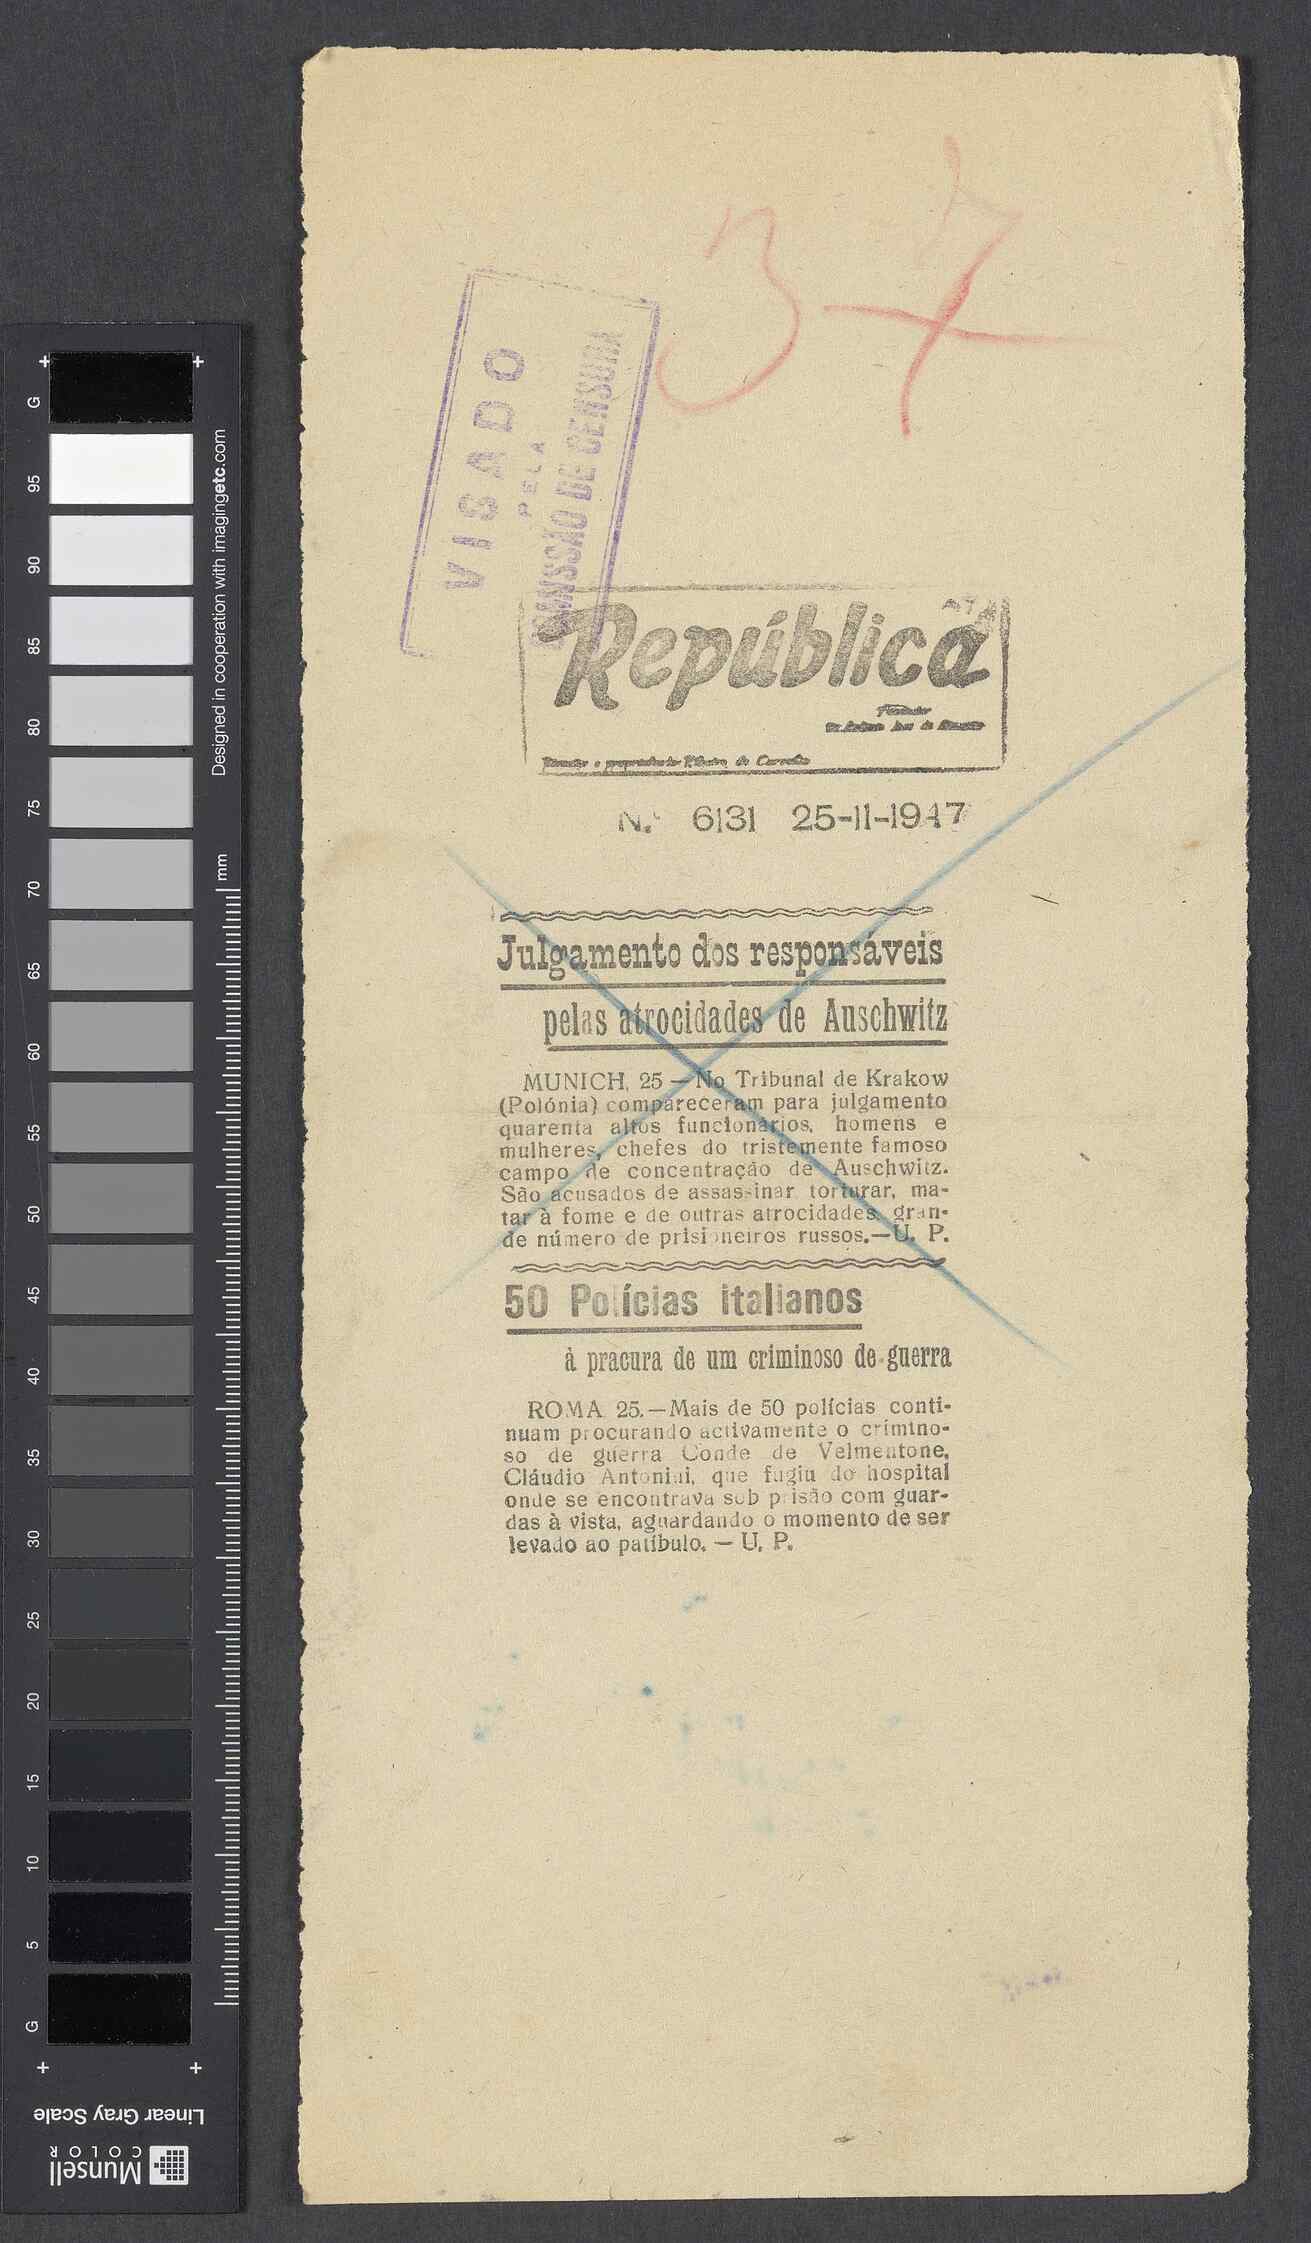 37
VISADO
PELA
COMISSÃO DE CENSURA
República
Fundador
Director e proprietario Ribeiro de Carvalho
N.º 6131 25-11-1947
Julgamento dos responsáveis
pelas atrocidades de Auschwitz
MUNICH, 25 — No Tribunal de Krakow
(Polónia) compareceram para julgamento
quarenta altos funcionários, homens e
mulheres, chefes do tristemente famoso
campo de concentração de Auschwitz.
São acusados de assassinar, torturar, ma-
tar à fome e de outras atrocidades, gran-
de número de prisioneiros russos.—U. P.
50 Polícias italianos
à pracura de um criminoso de guerra
ROMA, 25.—Mais de 50 polícias conti-
nuam procurando activamente o crimino-
so de guerra Conde de Velmentone,
Cláudio Antonini, que fugiu do hospital
onde se encontrava sob prisão com guar-
das à vista, aguardando o momento de ser
levado ao patíbulo. — U. P.
G
95
90
85
80
75
70
65
60
55
50
45
40
35
30
25
20
15
10
5
G
Designed in cooperation with imagingetc.com
mm
Linear Gray Scale
Munsell
COLOR